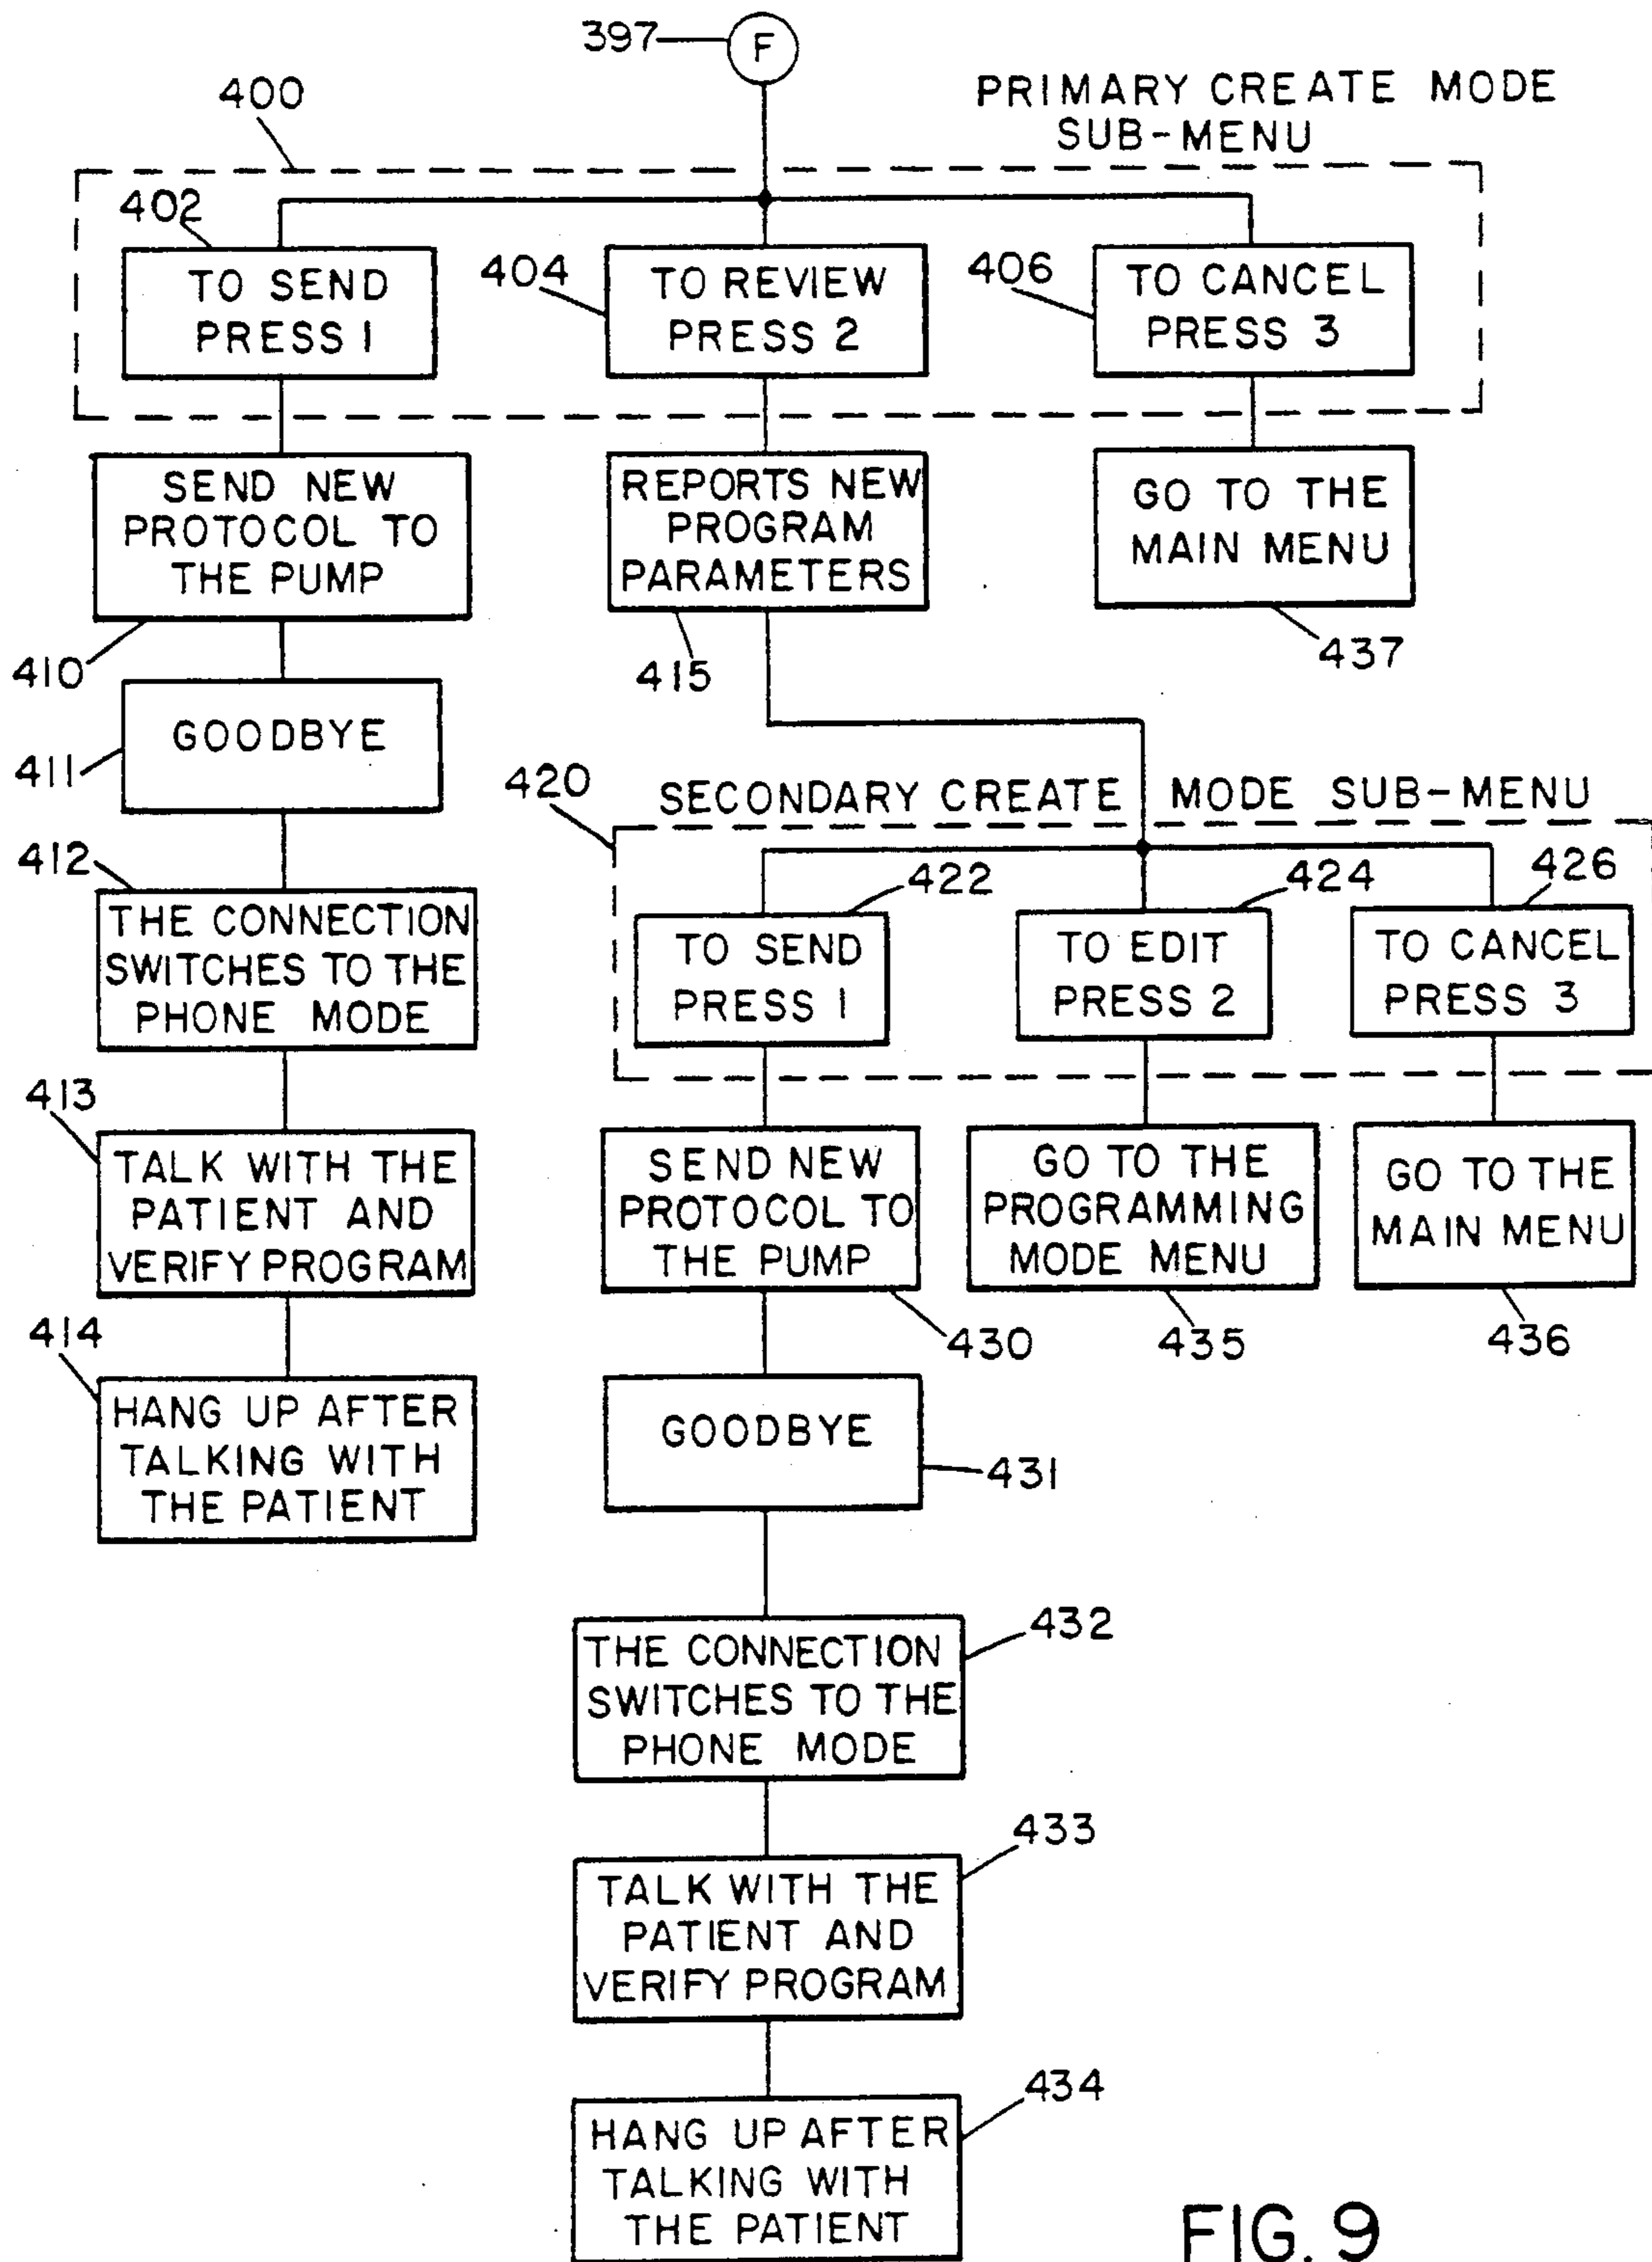 397
F
400
PRIMARY CREATE MODE
SUB-MENU
402
TO SEND
PRESS 1
404
TO REVIEW
PRESS 2
406
TO CANCEL
PRESS 3
SEND NEW
PROTOCOL TO
THE PUMP
410
REPORTS NEW
PROGRAM
PARAMETERS
415
GO TO THE
MAIN MENU
437
GOODBYE
411
412
THE CONNECTION
SWITCHES TO THE
PHONE MODE
413
TALK WITH THE
PATIENT AND
VERIFY PROGRAM
414
HANG UP AFTER
TALKING WITH
THE PATIENT
420
SECONDARY CREATE MODE SUB-MENU
422
TO SEND
PRESS 1
424
TO EDIT
PRESS 2
426
TO CANCEL
PRESS 3
SEND NEW
PROTOCOL TO
THE PUMP
430
GO TO THE
PROGRAMMING
MODE MENU
435
GO TO THE
MAIN MENU
436
GOODBYE
431
THE CONNECTION
SWITCHES TO THE
PHONE MODE
432
TALK WITH THE
PATIENT AND
VERIFY PROGRAM
433
HANG UP AFTER
TALKING WITH
THE PATIENT
434
FIG. 9